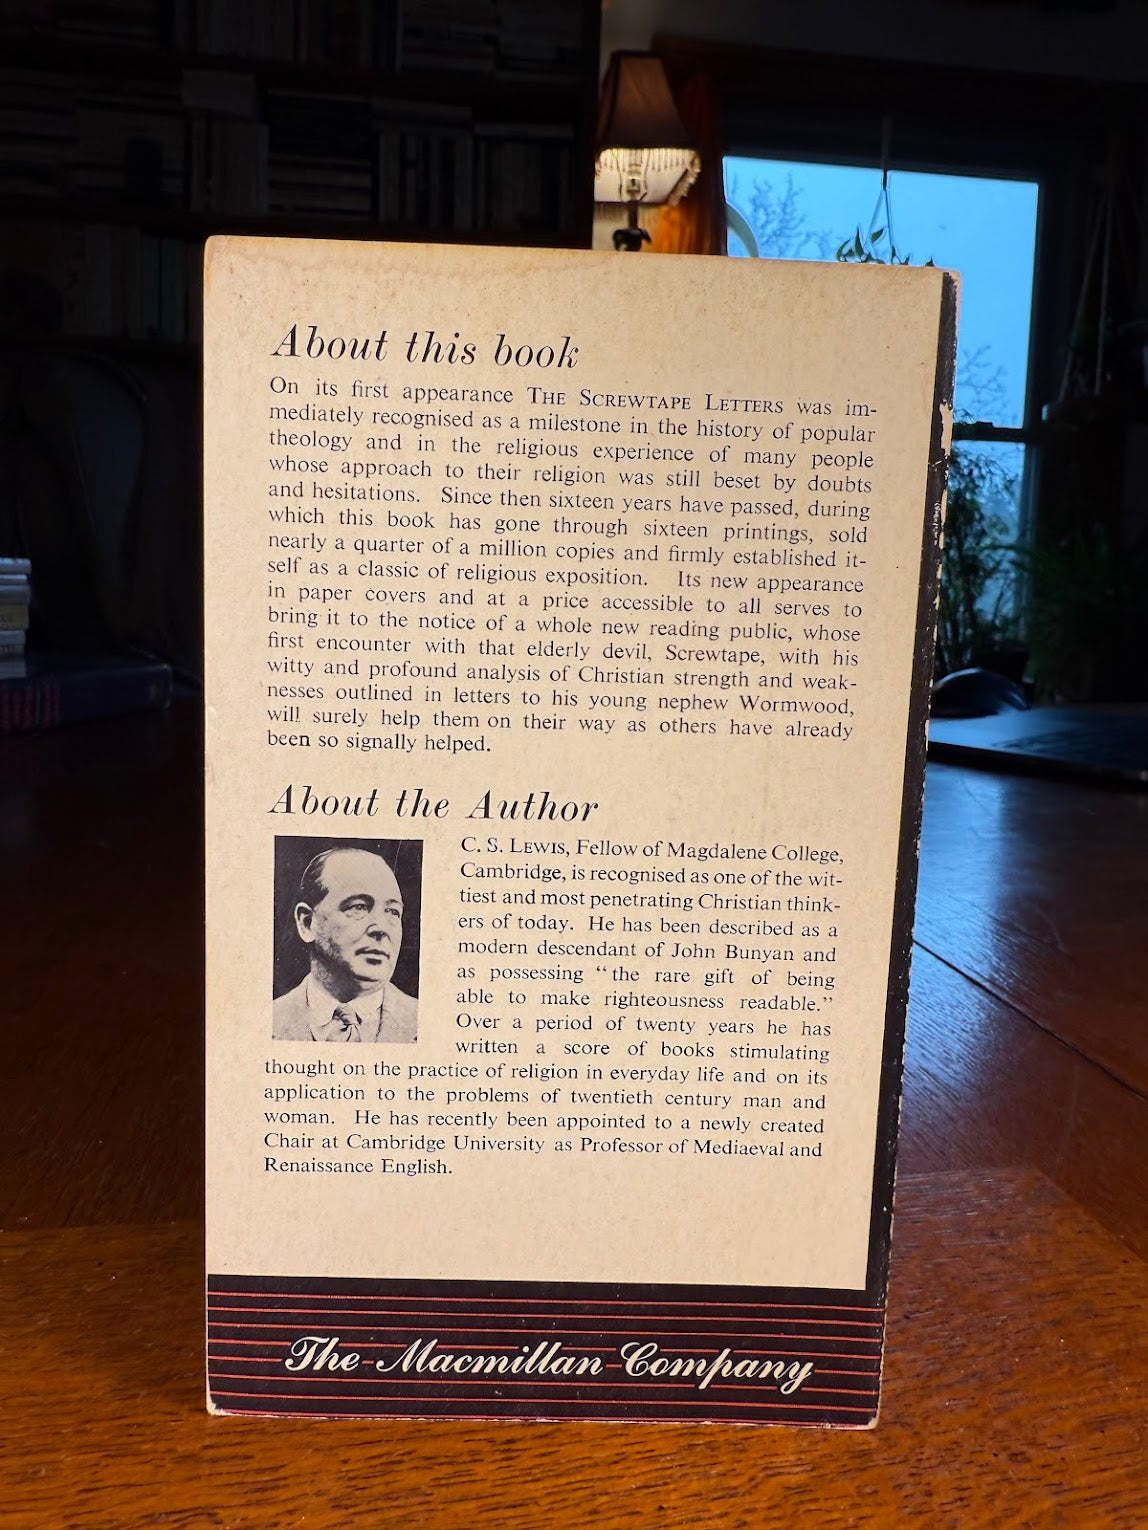 About this book
On its first appearance THE SCREWTAPE LETTERS was im-
mediately recognised as a milestone in the history of popular
theology and in the religious experience of many people
whose approach to their religion was still beset by doubts
and hesitations. Since then sixteen years have passed, during
which this book has gone through sixteen printings, sold
nearly a quarter of a million copies and firmly established it-
self as a classic of religious exposition. Its new appearance
in paper covers and at a price accessible to all serves to
bring it to the notice of a whole new reading public, whose
first encounter with that elderly devil, Screwtape, with his
witty and profound analysis of Christian strength and weak-
nesses outlined in letters to his young nephew Wormwood,
will surely help them on their way as others have already
been so signally helped.
About the Author
C. S. LEWIS, Fellow of Magdalene College,
Cambridge, is recognised as one of the wit-
tiest and most penetrating Christian think-
ers of today. He has been described as a
modern descendant of John Bunyan and
as possessing “the rare gift of being
able to make righteousness readable.”
Over a period of twenty years he has
written a score of books stimulating
thought on the practice of religion in everyday life and on its
application to the problems of twentieth century man and
woman. He has recently been appointed to a newly created
Chair at Cambridge University as Professor of Mediaeval and
Renaissance English.
The Macmillan Company